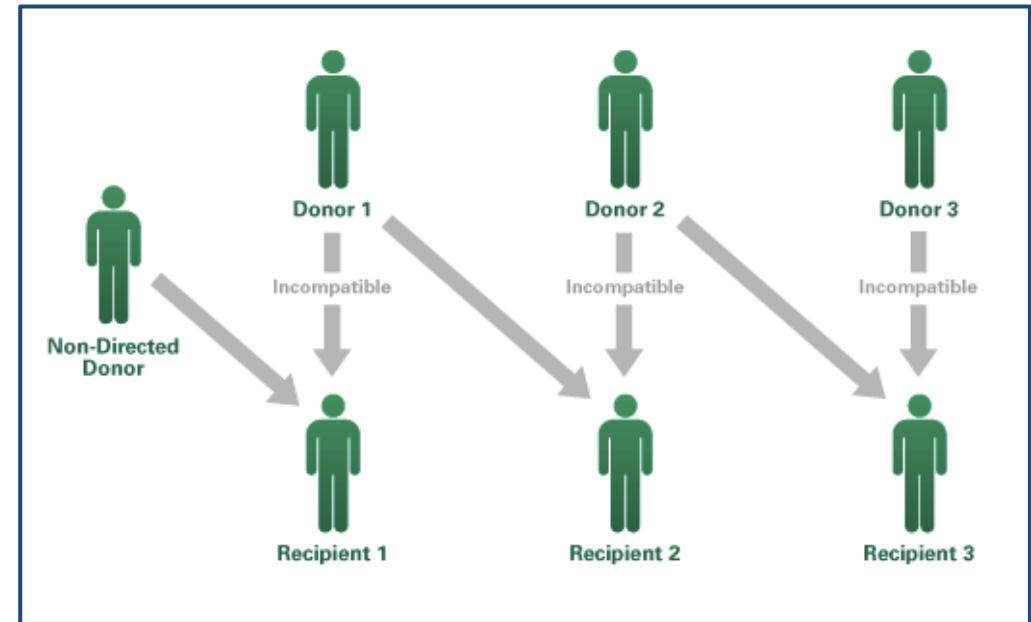 Donor 1
Donor 2
Donor 3
Incompatible
Incompatible
Incompatible
Non-Directed
Donor
Recipient 1
Recipient 2
Recipient 3